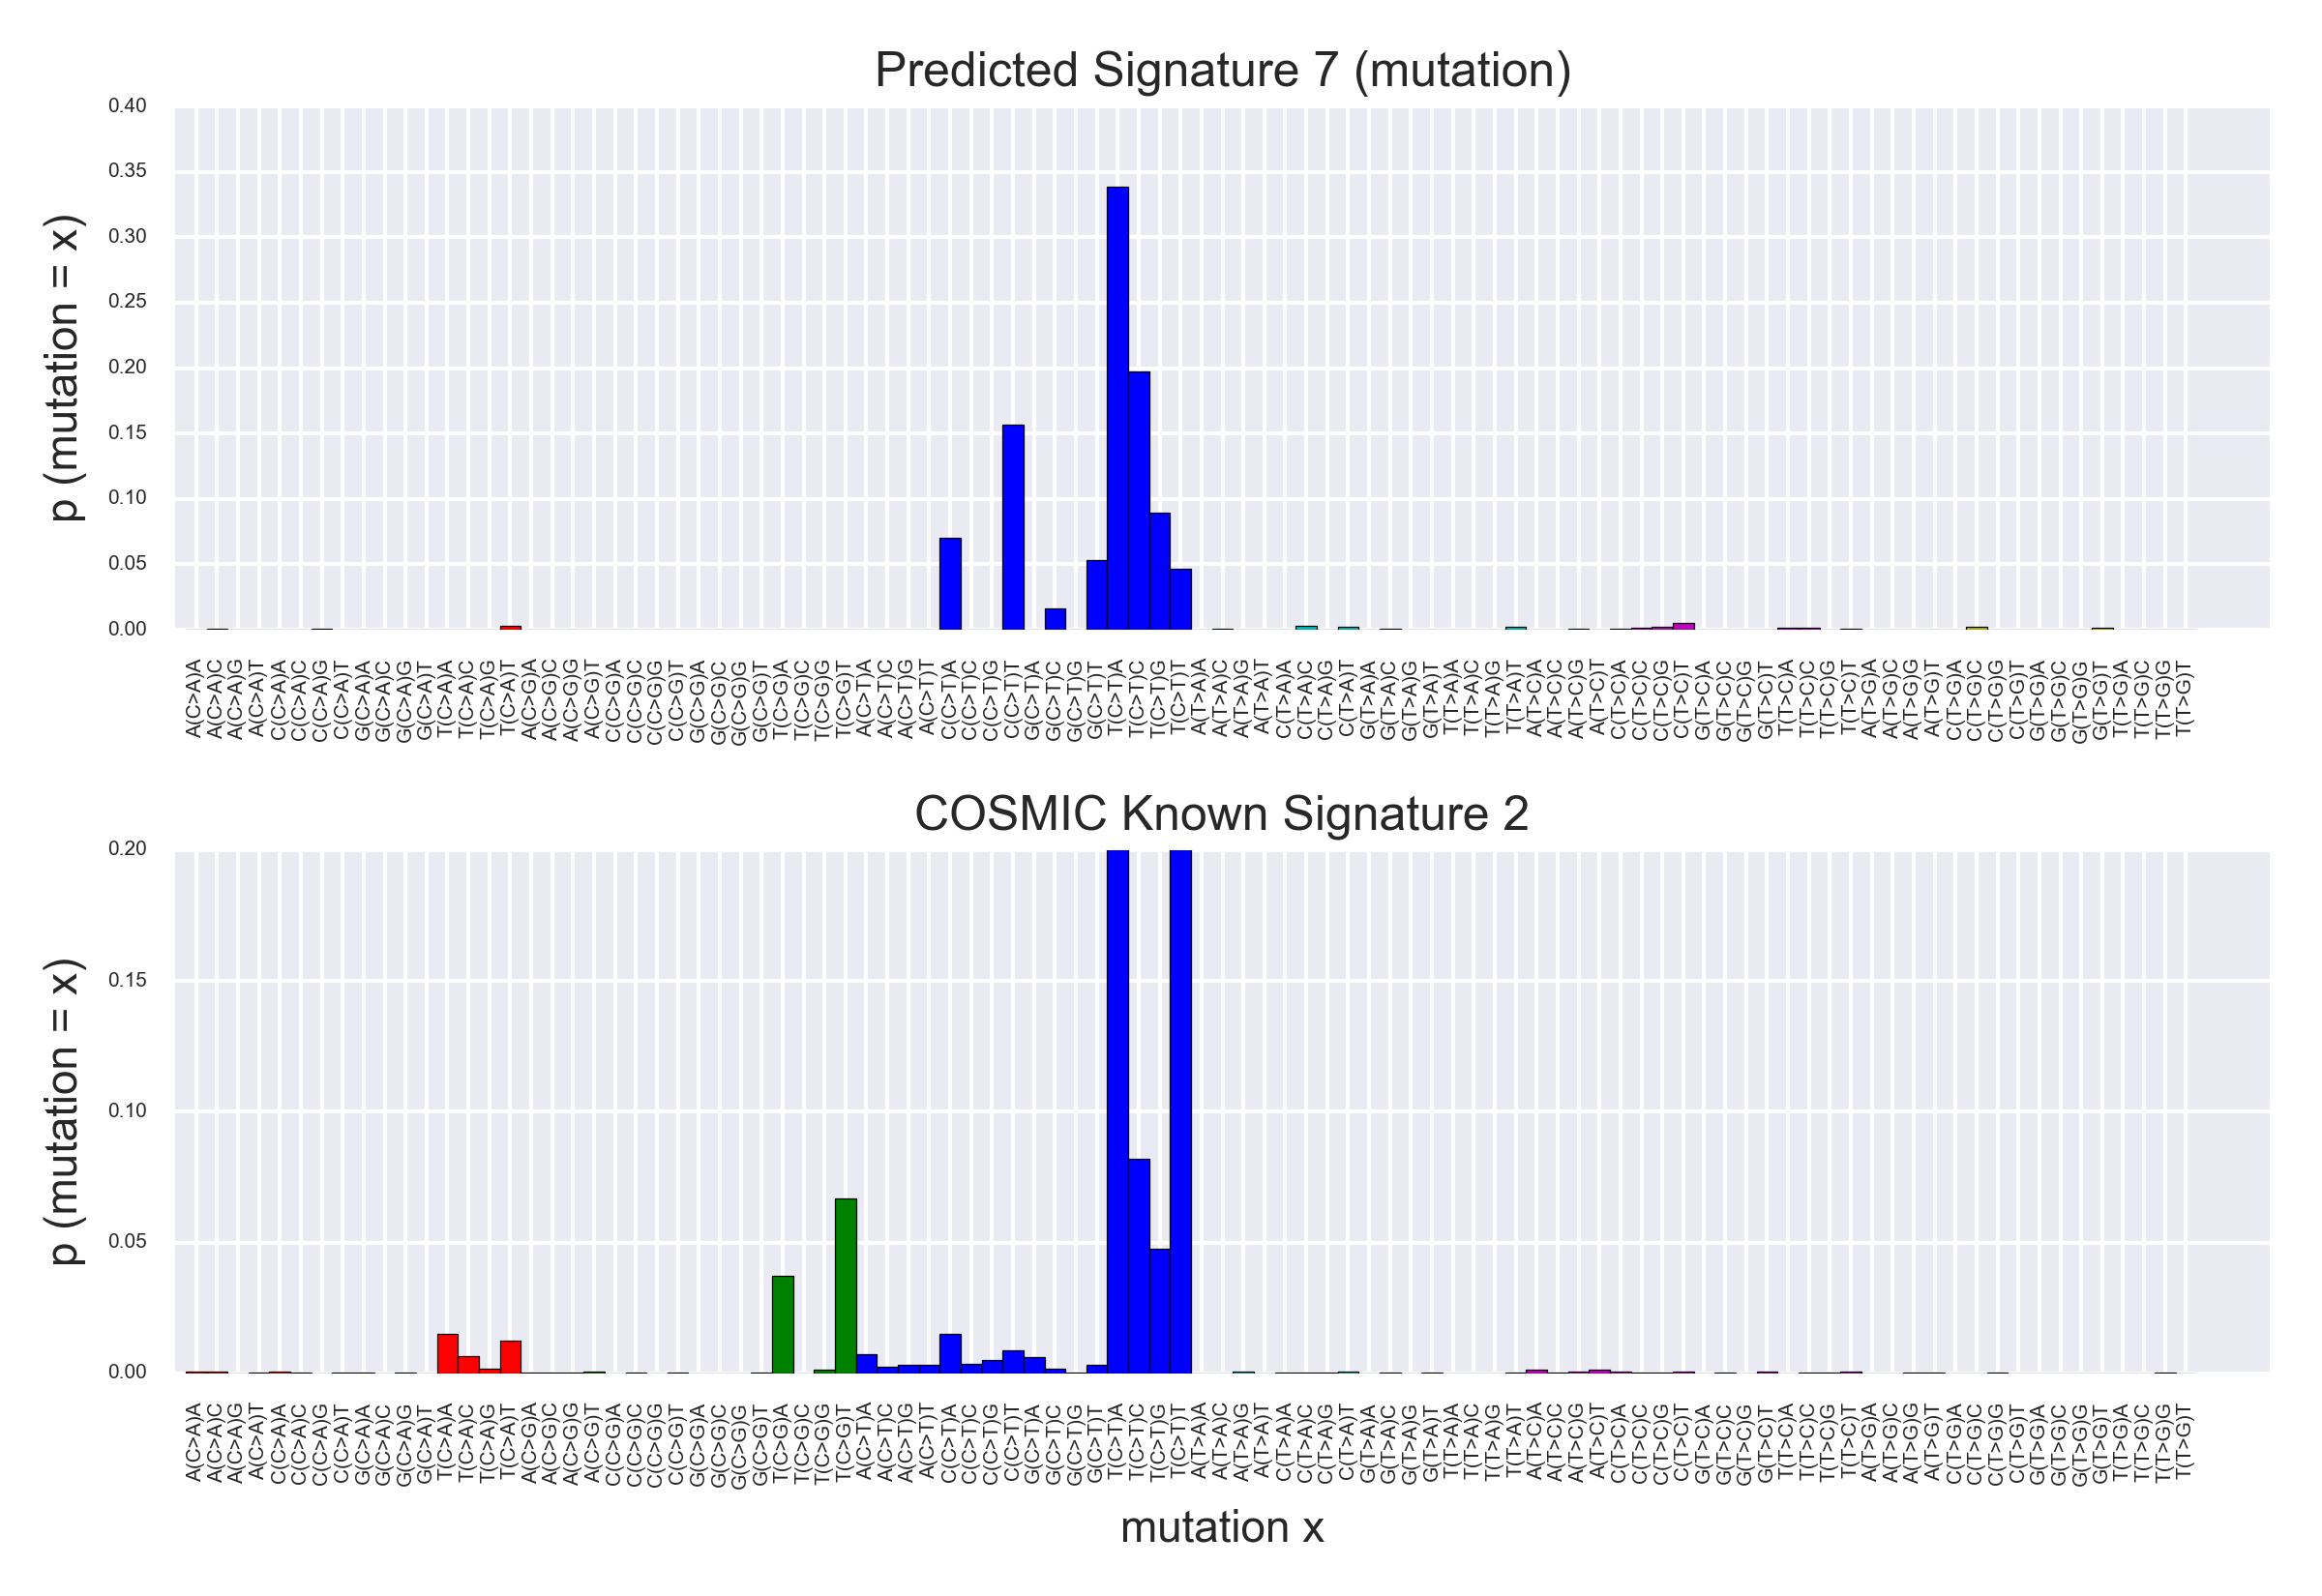 Predicted Signature 7 (mutation)
p (mutation = x)
0.40
0.35
0.30
0.25
0.20
0.15
0.10
0.05
0.00
A(C>A)A A(C>A)C A(C>A)G A(C>A)T C(C>A)A C(C>A)C C(C>A)G C(C>A)T G(C>A)A G(C>A)C G(C>A)G G(C>A)T T(C>A)A T(C>A)C T(C>A)G T(C>A)T A(C>G)A A(C>G)C A(C>G)G A(C>G)T C(C>G)A C(C>G)C C(C>G)G C(C>G)T G(C>G)A G(C>G)C G(C>G)G G(C>G)T T(C>G)A T(C>G)C T(C>G)G T(C>G)T A(C>T)A A(C>T)C A(C>T)G A(C>T)T C(C>T)A C(C>T)C C(C>T)G C(C>T)T G(C>T)A G(C>T)C G(C>T)G G(C>T)T T(C>T)A T(C>T)C T(C>T)G T(C>T)T A(T>A)A A(T>A)C A(T>A)G A(T>A)T C(T>A)A C(T>A)C C(T>A)G C(T>A)T G(T>A)A G(T>A)C G(T>A)G G(T>A)T T(T>A)A T(T>A)C T(T>A)G T(T>A)T A(T>C)A A(T>C)C A(T>C)G A(T>C)T C(T>C)A C(T>C)C C(T>C)G C(T>C)T G(T>C)A G(T>C)C G(T>C)G G(T>C)T T(T>C)A T(T>C)C T(T>C)G T(T>C)T A(T>G)A A(T>G)C A(T>G)G A(T>G)T C(T>G)A C(T>G)C C(T>G)G C(T>G)T G(T>G)A G(T>G)C G(T>G)G G(T>G)T T(T>G)A T(T>G)C T(T>G)G T(T>G)T
COSMIC Known Signature 2
p (mutation = x)
0.20
0.15
0.10
0.05
0.00
A(C>A)A A(C>A)C A(C>A)G A(C>A)T C(C>A)A C(C>A)C C(C>A)G C(C>A)T G(C>A)A G(C>A)C G(C>A)G G(C>A)T T(C>A)A T(C>A)C T(C>A)G T(C>A)T A(C>G)A A(C>G)C A(C>G)G A(C>G)T C(C>G)A C(C>G)C C(C>G)G C(C>G)T G(C>G)A G(C>G)C G(C>G)G G(C>G)T T(C>G)A T(C>G)C T(C>G)G T(C>G)T A(C>T)A A(C>T)C A(C>T)G A(C>T)T C(C>T)A C(C>T)C C(C>T)G C(C>T)T G(C>T)A G(C>T)C G(C>T)G G(C>T)T T(C>T)A T(C>T)C T(C>T)G T(C>T)T A(T>A)A A(T>A)C A(T>A)G A(T>A)T C(T>A)A C(T>A)C C(T>A)G C(T>A)T G(T>A)A G(T>A)C G(T>A)G G(T>A)T T(T>A)A T(T>A)C T(T>A)G T(T>A)T A(T>C)A A(T>C)C A(T>C)G A(T>C)T C(T>C)A C(T>C)C C(T>C)G C(T>C)T G(T>C)A G(T>C)C G(T>C)G G(T>C)T T(T>C)A T(T>C)C T(T>C)G T(T>C)T A(T>G)A A(T>G)C A(T>G)G A(T>G)T C(T>G)A C(T>G)C C(T>G)G C(T>G)T G(T>G)A G(T>G)C G(T>G)G G(T>G)T T(T>G)A T(T>G)C T(T>G)G T(T>G)T
mutation x